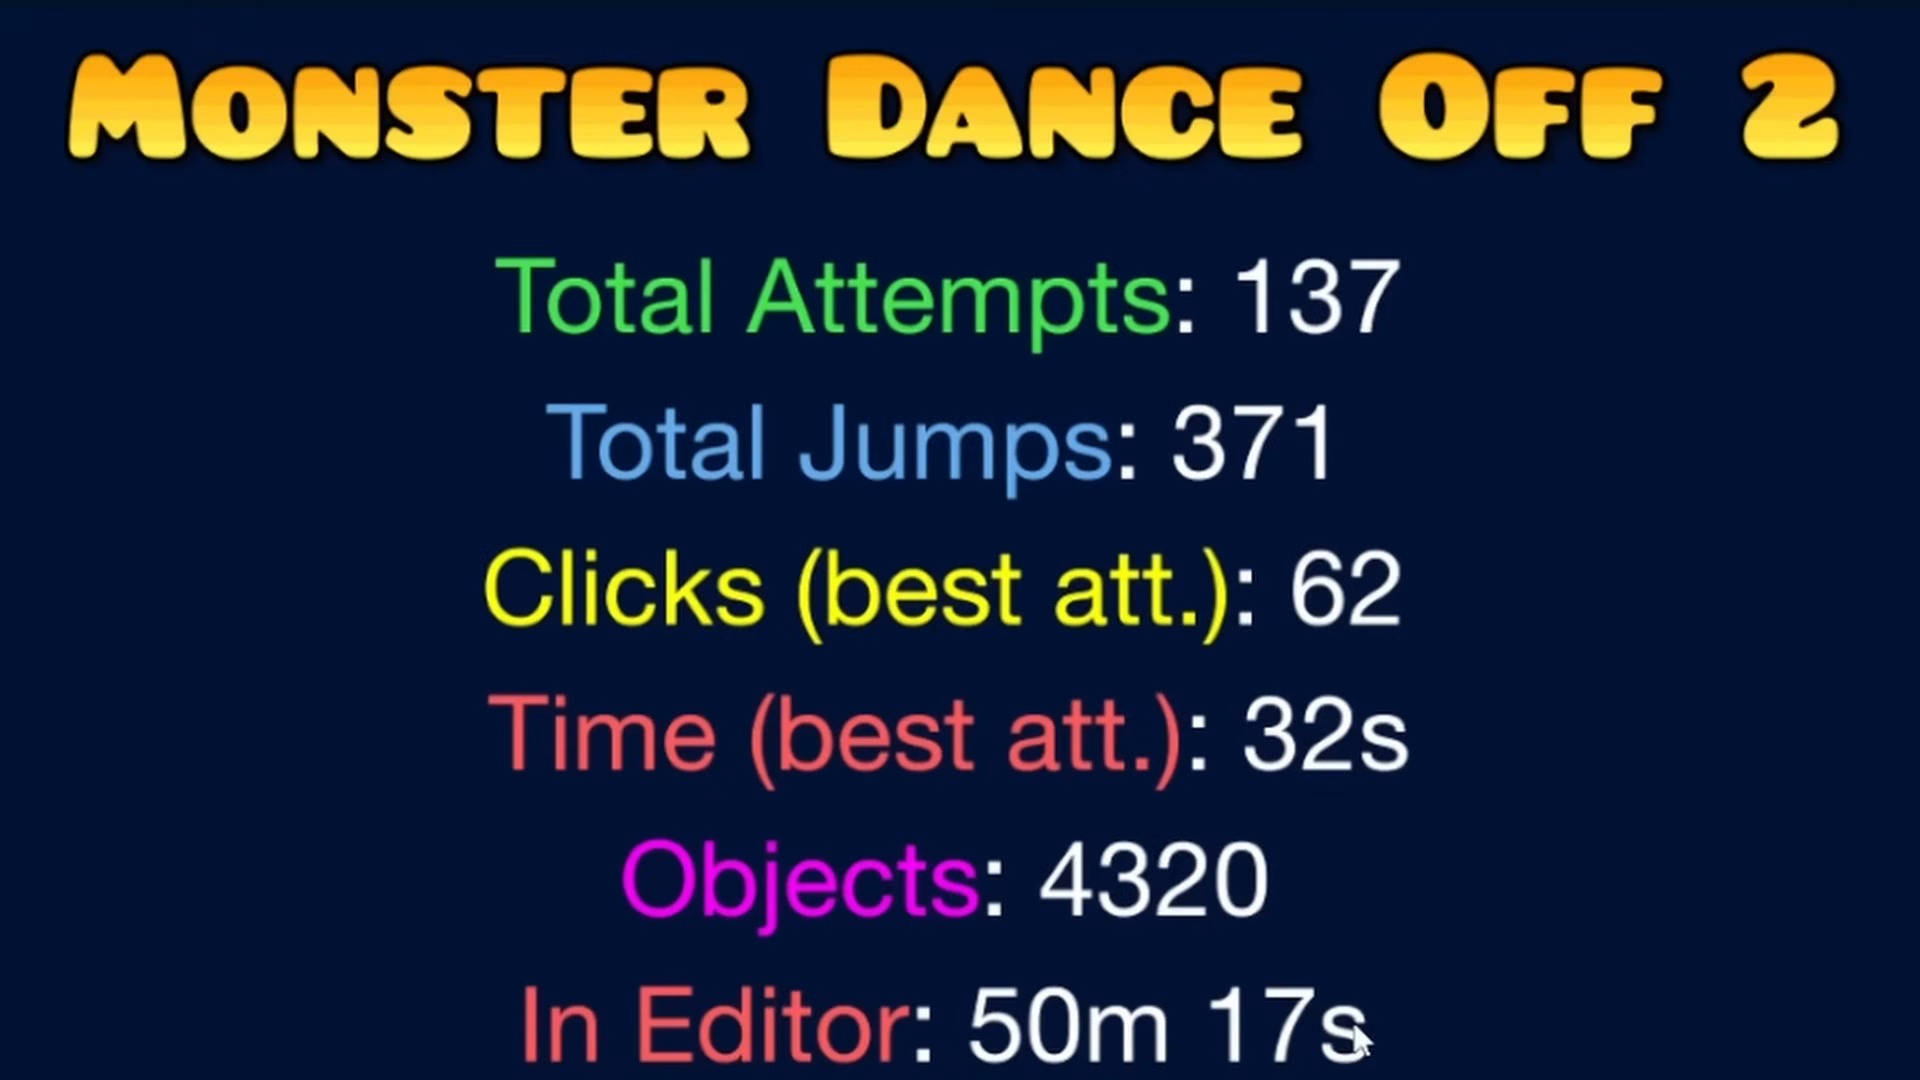 Monster Dance Off 2
Total Attempts: 137
Total Jumps: 371
Clicks (best att.): 62
Time (best att.): 32s
Objects: 4320
In Editor: 50m 17s